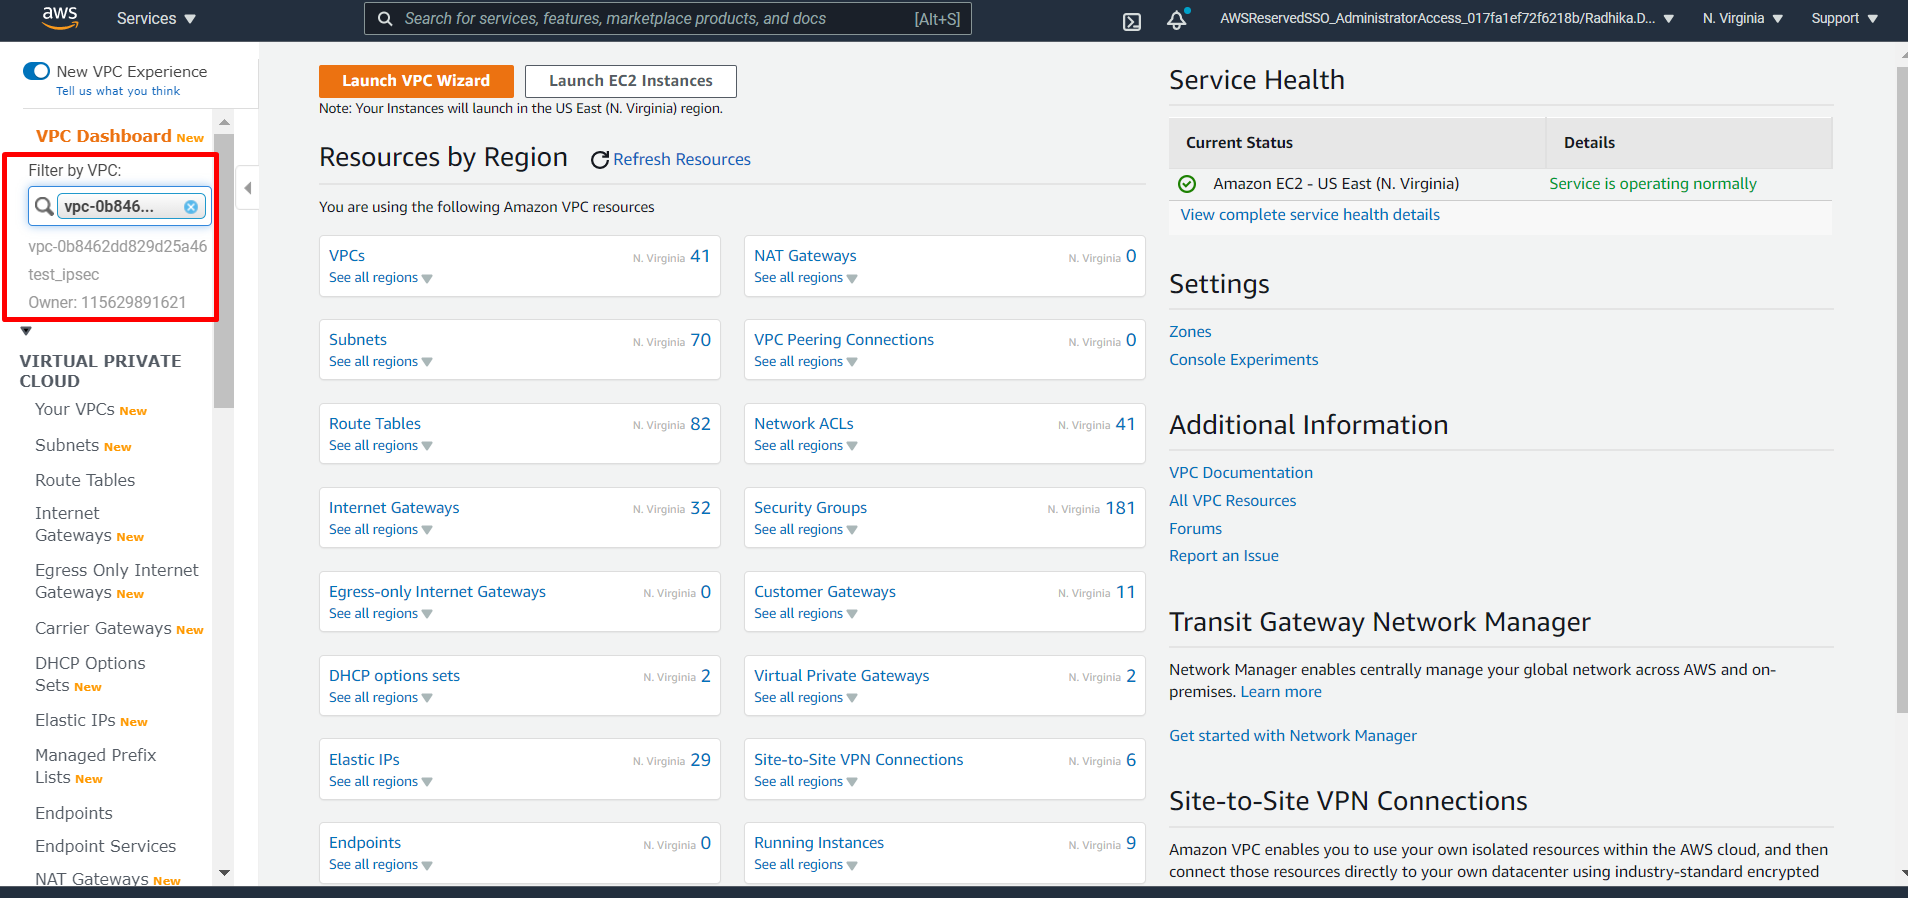 aws
Services
Search for services, features, marketplace products, and docs
[Alt+S]
AWSReservedSSO_AdministratorAccess_017fa1ef72f6218b/Radhika.D...
N. Virginia
Support
New VPC Experience
Tell us what you think
VPC Dashboard New
Filter by VPC:
vpc-0b846...
vpc-0b8462dd829d25a46
test_ipsec
Owner: 115629891621
VIRTUAL PRIVATE
CLOUD
Your VPCs New
Subnets New
Route Tables
Internet
Gateways New
Egress Only Internet
Gateways New
Carrier Gateways New
DHCP Options
Sets New
Elastic IPs New
Managed Prefix
Lists New
Endpoints
Endpoint Services
NAT Gateways New
Launch VPC Wizard
Launch EC2 Instances
Note: Your Instances will launch in the US East (N. Virginia) region.
Resources by Region
Refresh Resources
You are using the following Amazon VPC resources
VPCs N. Virginia 41
See all regions
NAT Gateways N. Virginia 0
See all regions
Subnets N. Virginia 70
See all regions
VPC Peering Connections N. Virginia 0
See all regions
Route Tables N. Virginia 82
See all regions
Network ACLs N. Virginia 41
See all regions
Internet Gateways N. Virginia 32
See all regions
Security Groups N. Virginia 181
See all regions
Egress-only Internet Gateways N. Virginia 0
See all regions
Customer Gateways N. Virginia 11
See all regions
DHCP options sets N. Virginia 2
See all regions
Virtual Private Gateways N. Virginia 2
See all regions
Elastic IPs N. Virginia 29
See all regions
Site-to-Site VPN Connections N. Virginia 6
See all regions
Endpoints N. Virginia 0
See all regions
Running Instances N. Virginia 9
See all regions
Service Health
Current Status Details
Amazon EC2 - US East (N. Virginia) Service is operating normally
View complete service health details
Settings
Zones
Console Experiments
Additional Information
VPC Documentation
All VPC Resources
Forums
Report an Issue
Transit Gateway Network Manager
Network Manager enables centrally manage your global network across AWS and on-
premises. Learn more
Get started with Network Manager
Site-to-Site VPN Connections
Amazon VPC enables you to use your own isolated resources within the AWS cloud, and then
connect those resources directly to your own datacenter using industry-standard encrypted